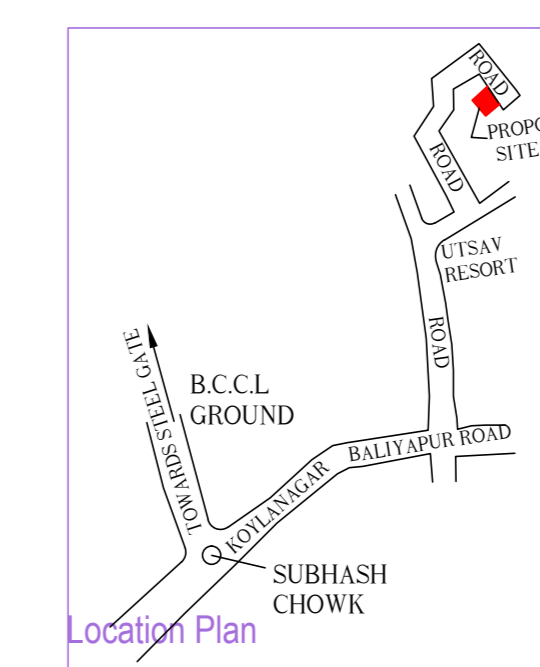 ROAD
PROPO
SITE
ROAD
UTSAV
RESORT
ROAD
TOWARDS STEEL GATE
B.C.C.L
GROUND
BALIYAPUR ROAD
KOYLANAGAR
SUBHASH
CHOWK
Location Plan